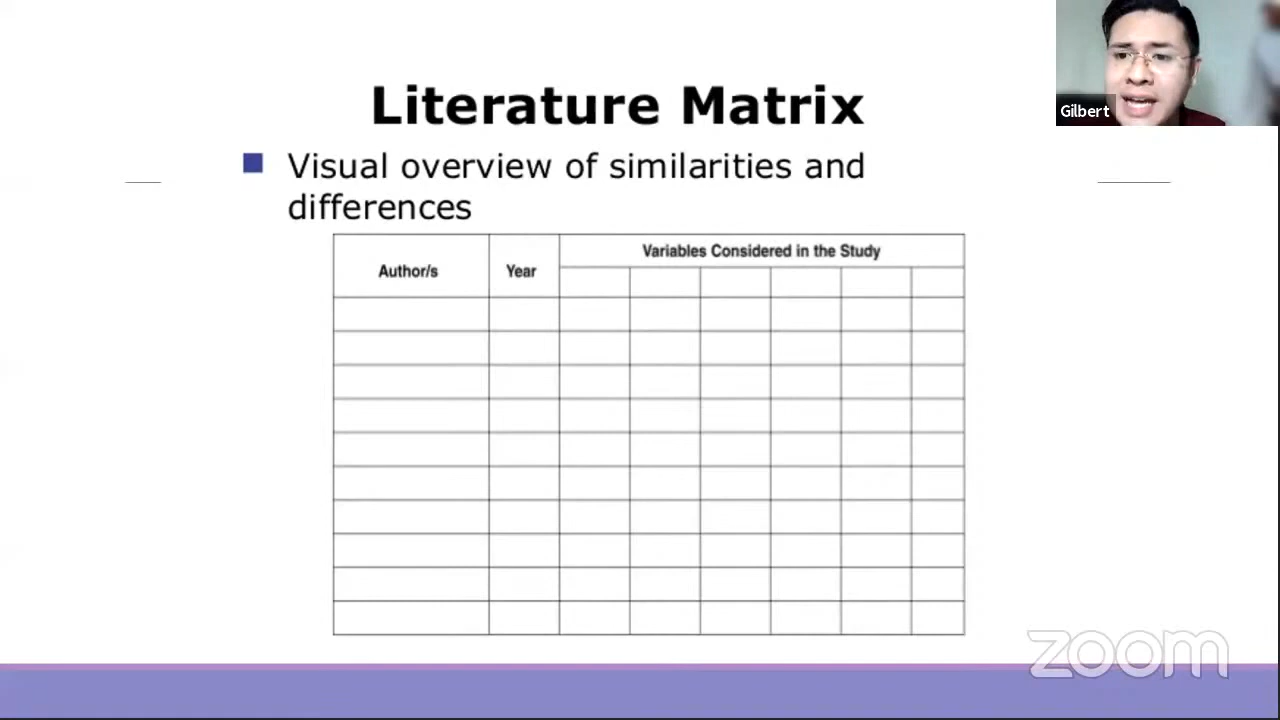 Literature Matrix
Visual overview of similarities and
differences
Author/s
Year
Variables Considered in the Study
Gilbert
zoom